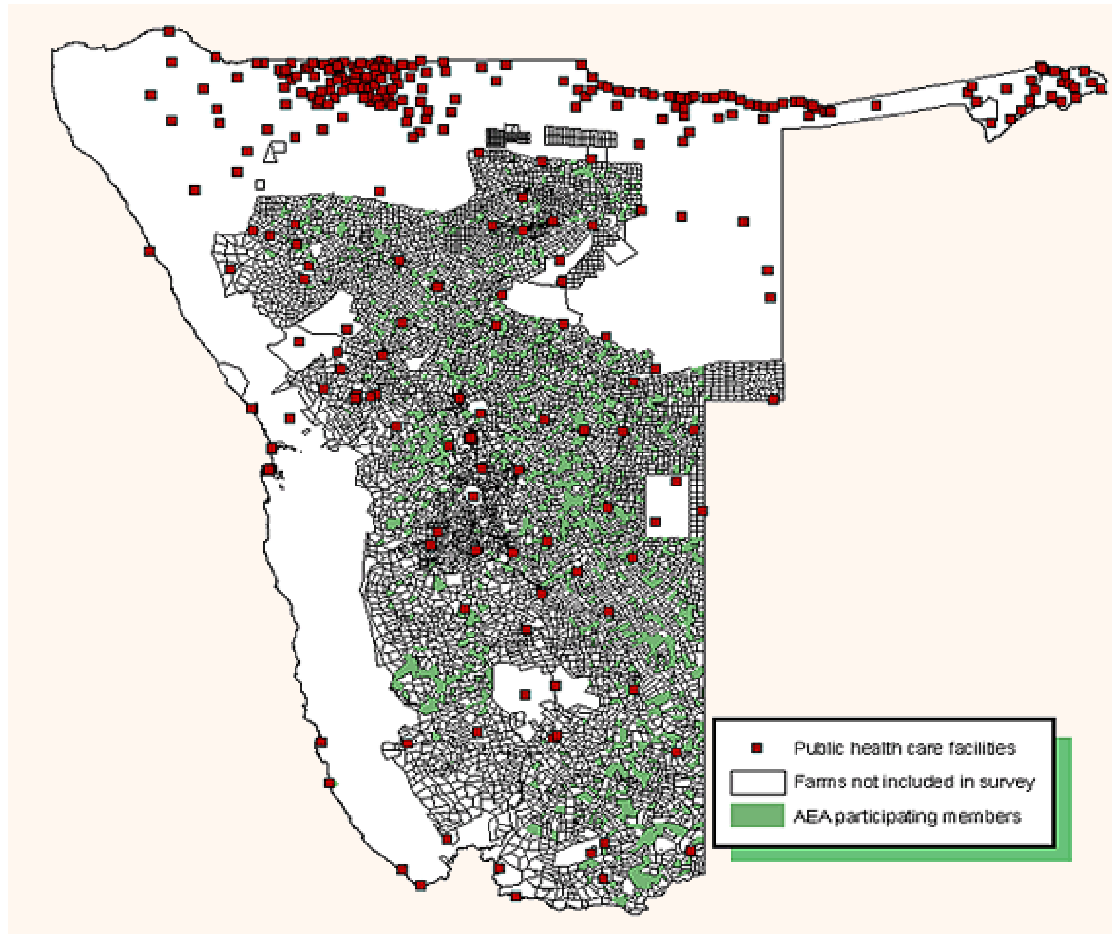 Public health care facilities
Farms not included in survey
AEA participating members